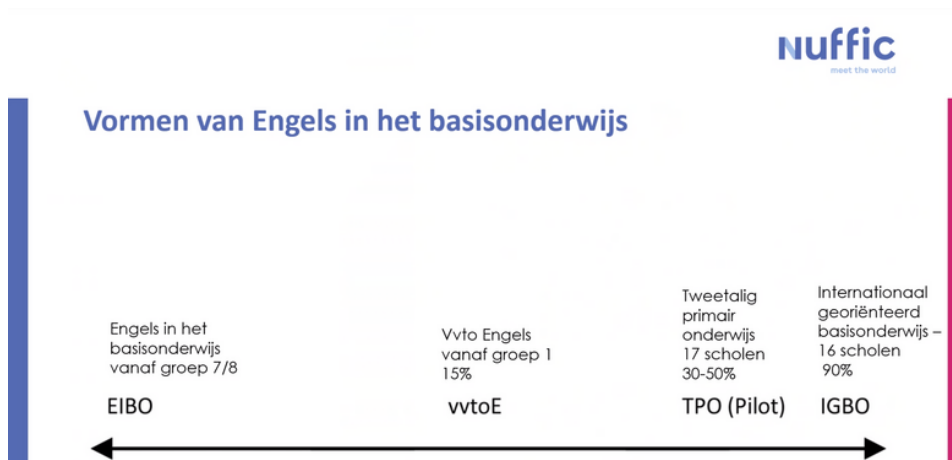 Nuffic
meet the world
Vormen van Engels in het basisonderwijs
Engels in het
basisonderwijs
vanaf groep 7/8
EIBO
Vvto Engels
vanaf groep 1
15%
vvtoE
Tweetalig
primair
onderwijs
17 scholen
30-50%
TPO (Pilot)
Internationaal
georiënteerd
basisonderwijs –
16 scholen
90%
IGBO